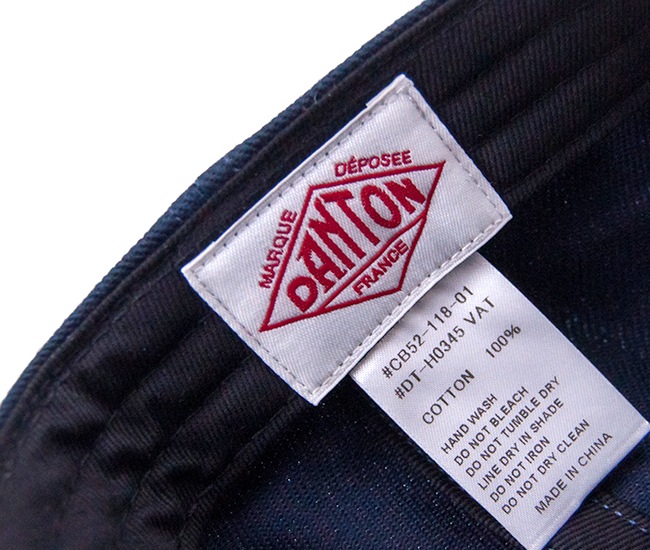 MARQUE DÉPOSEE
DANTON
FRANCE
#CB52-118-01
#DT-H0345 VAT
COTTON 100%
HAND WASH
DO NOT BLEACH
DO NOT TUMBLE DRY
LINE DRY IN SHADE
DO NOT IRON
DO NOT DRY CLEAN
MADE IN CHINA